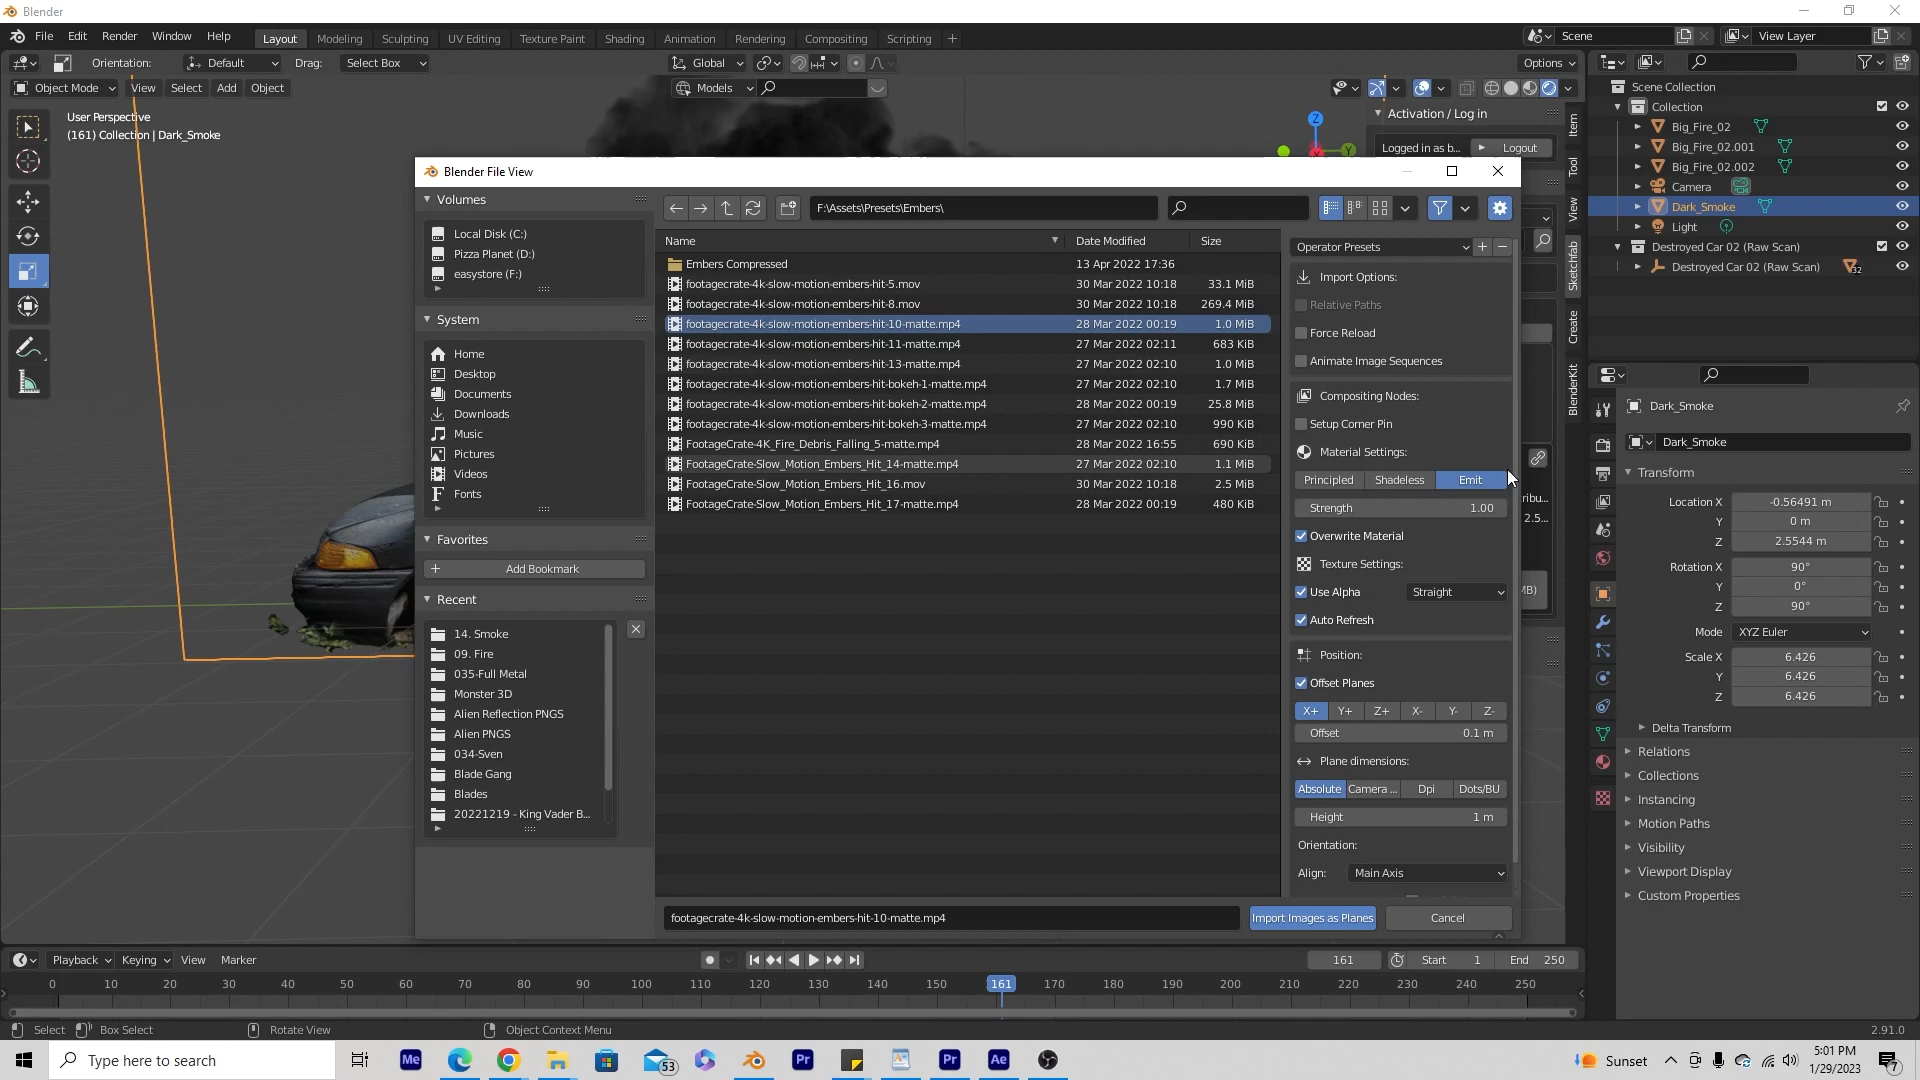 Blender
File Edit Render Window Help Layout Modeling Sculpting UV Editing Texture Paint Shading Animation Rendering Compositing Scripting + Scene View Layer
Orientation: Default Drag: Select Box Global Options
Object Mode View Select Add Object Models
User Perspective
(161) Collection | Dark_Smoke
Z
Y
Activation / Log in
Logged in as b... Logout
Item
Tool
View
Sketchfab
Create
BlenderKit
Scene Collection
Collection
Big_Fire_02
Big_Fire_02.001
Big_Fire_02.002
Camera
Dark_Smoke
Light
Destroyed Car 02 (Raw Scan)
Destroyed Car 02 (Raw Scan) 32
Blender File View
Volumes
Local Disk (C:)
Pizza Planet (D:)
easystore (F:)
System
Home
Desktop
Documents
Downloads
Music
Pictures
Videos
Fonts
Favorites
Add Bookmark
Recent
14. Smoke
09. Fire
035-Full Metal
Monster 3D
Alien Reflection PNGS
Alien PNGS
034-Sven
Blade Gang
Blades
20221219 - King Vader B...
F:\Assets\Presets\Embers\
Name Date Modified Size
Embers Compressed 13 Apr 2022 17:36
footagecrate-4k-slow-motion-embers-hit-5.mov 30 Mar 2022 10:18 33.1 MiB
footagecrate-4k-slow-motion-embers-hit-8.mov 30 Mar 2022 10:18 269.4 MiB
footagecrate-4k-slow-motion-embers-hit-10-matte.mp4 28 Mar 2022 00:19 1.0 MiB
footagecrate-4k-slow-motion-embers-hit-11-matte.mp4 27 Mar 2022 02:11 683 KiB
footagecrate-4k-slow-motion-embers-hit-13-matte.mp4 27 Mar 2022 02:10 1.0 MiB
footagecrate-4k-slow-motion-embers-hit-bokeh-1-matte.mp4 27 Mar 2022 02:10 1.7 MiB
footagecrate-4k-slow-motion-embers-hit-bokeh-2-matte.mp4 28 Mar 2022 00:19 25.8 MiB
footagecrate-4k-slow-motion-embers-hit-bokeh-3-matte.mp4 27 Mar 2022 02:10 990 KiB
FootageCrate-4K_Fire_Debris_Falling_5-matte.mp4 28 Mar 2022 16:55 690 KiB
FootageCrate-Slow_Motion_Embers_Hit_14-matte.mp4 27 Mar 2022 02:10 1.1 MiB
FootageCrate-Slow_Motion_Embers_Hit_16.mov 30 Mar 2022 10:18 2.5 MiB
FootageCrate-Slow_Motion_Embers_Hit_17-matte.mp4 28 Mar 2022 00:19 480 KiB
Operator Presets
Import Options:
Relative Paths
Force Reload
Animate Image Sequences
Compositing Nodes:
Setup Corner Pin
Material Settings:
Principled Shadeless Emit
Strength 1.00
Overwrite Material
Texture Settings:
Use Alpha Straight
Auto Refresh
Position:
Offset Planes
X+ Y+ Z+ X- Y- Z-
Offset 0.1 m
Plane dimensions:
Absolute Camera ... Dpi Dots/BU
Height 1 m
Orientation:
Align: Main Axis
footagecrate-4k-slow-motion-embers-hit-10-matte.mp4 Import Images as Planes Cancel
ribu...
2.5...
MB)
Dark_Smoke
Dark_Smoke
Transform
Location X -0.56491 m
Y 0 m
Z 2.5544 m
Rotation X 90°
Y 0°
Z 90°
Mode XYZ Euler
Scale X 6.426
Y 6.426
Z 6.426
Delta Transform
Relations
Collections
Instancing
Motion Paths
Visibility
Viewport Display
Custom Properties
Playback Keying View Marker 161 Start 1 End 250
0 10 20 30 40 50 60 70 80 90 100 110 120 130 140 150 161 170 180 190 200 210 220 230 240 250
Select Box Select Rotate View Object Context Menu 2.91.0
Type here to search Me 53 Pr Pr Ae Sunset 5:01 PM
1/29/2023 7